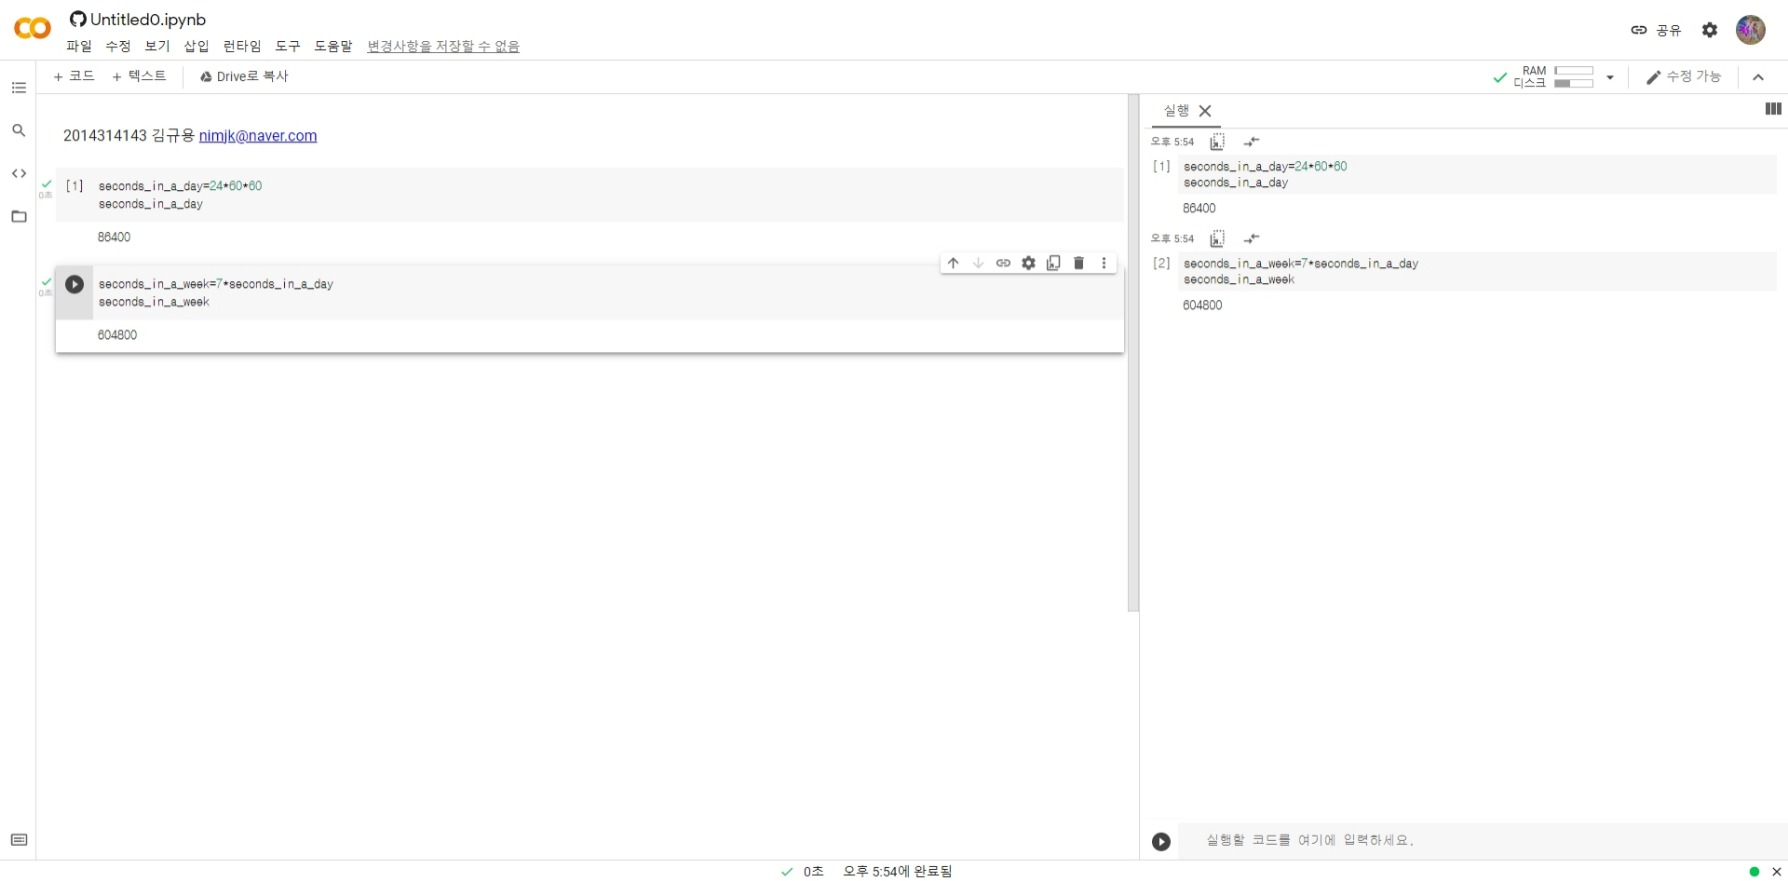 Untitled0.ipynb
파일 수정 보기 삽입 런타임 도구 도움말 변경사항을 저장할 수 없음
공유
+ 코드 + 텍스트 Drive로 복사
RAM
디스크
수정 가능
2014314143 김규용 nimjk@naver.com
0초
[1] seconds_in_a_day=24*60*60
seconds_in_a_day
86400
0초
seconds_in_a_week=7*seconds_in_a_day
seconds_in_a_week
604800
실행
오후 5:54
[1] seconds_in_a_day=24*60*60
seconds_in_a_day
86400
오후 5:54
[2] seconds_in_a_week=7*seconds_in_a_day
seconds_in_a_week
604800
실행할 코드를 여기에 입력하세요.
0초 오후 5:54에 완료됨